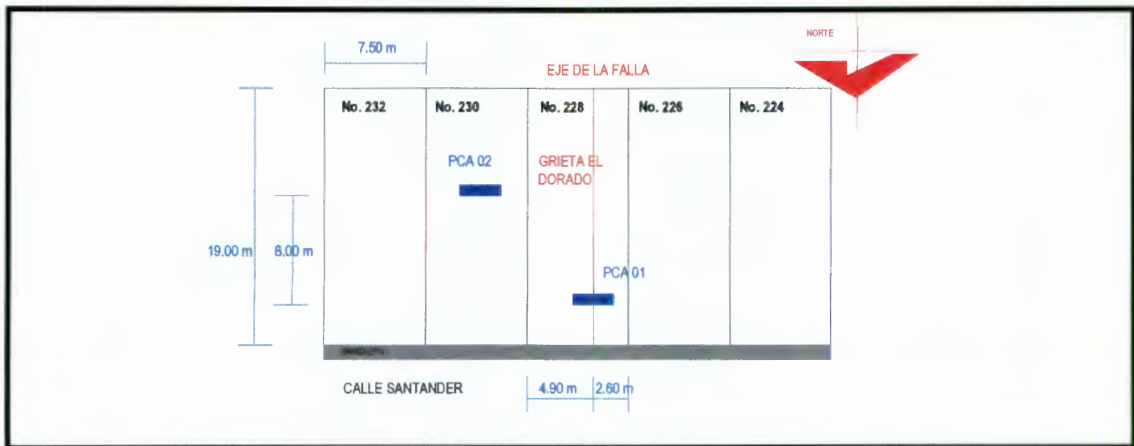 NORTE
7.50 m
EJE DE LA FALLA
No. 232
No. 230
No. 228
No. 226
No. 224
PCA 02
GRIETA EL
DORADO
19.00 m
8.00 m
PCA 01
CALLE SANTANDER
4.90 m
2.60 m